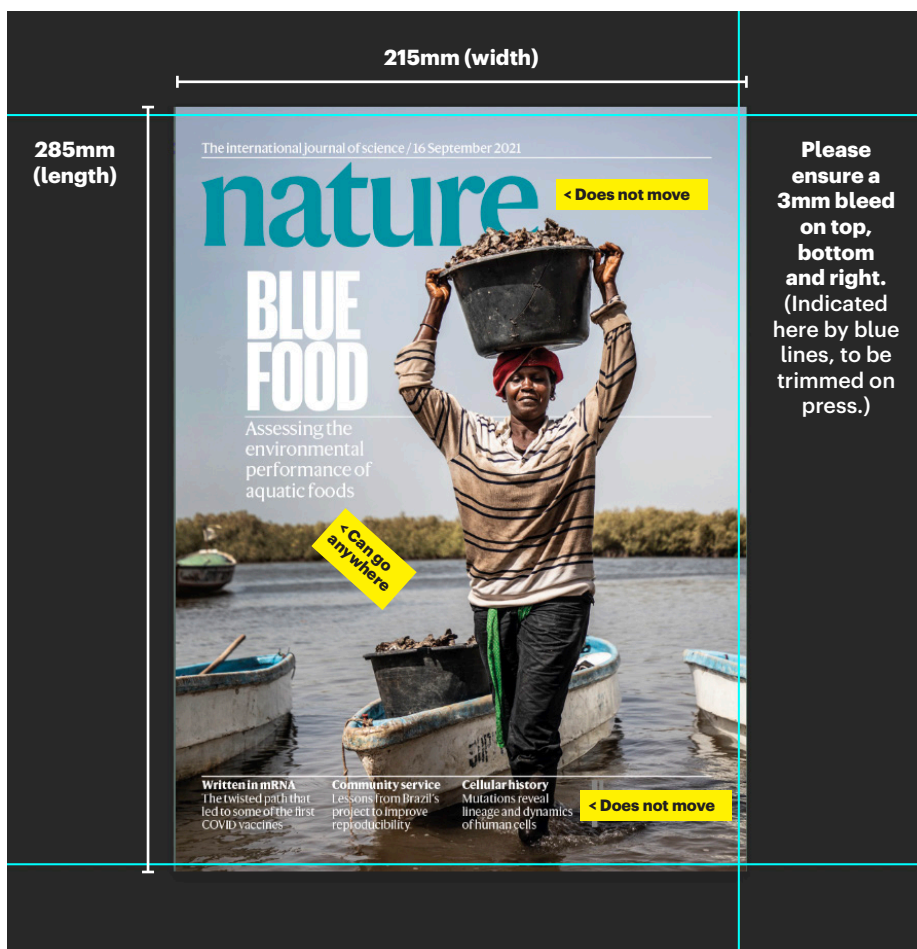 215mm (width)
285mm
(length)
The international journal of science / 16 September 2021
nature
< Does not move
BLUE
FOOD
Assessing the
environmental
performance of
aquatic foods
< Can go
anywhere
Please
ensure a
3mm bleed
on top,
bottom
and right.
(Indicated
here by blue
lines, to be
trimmed on
press.)
Written in mRNA
The twisted path that
led to some of the first
COVID vaccines
Community service
Lessons from Brazil's
project to improve
reproducibility
Cellular history
Mutations reveal
lineage and dynamics
of human cells
< Does not move